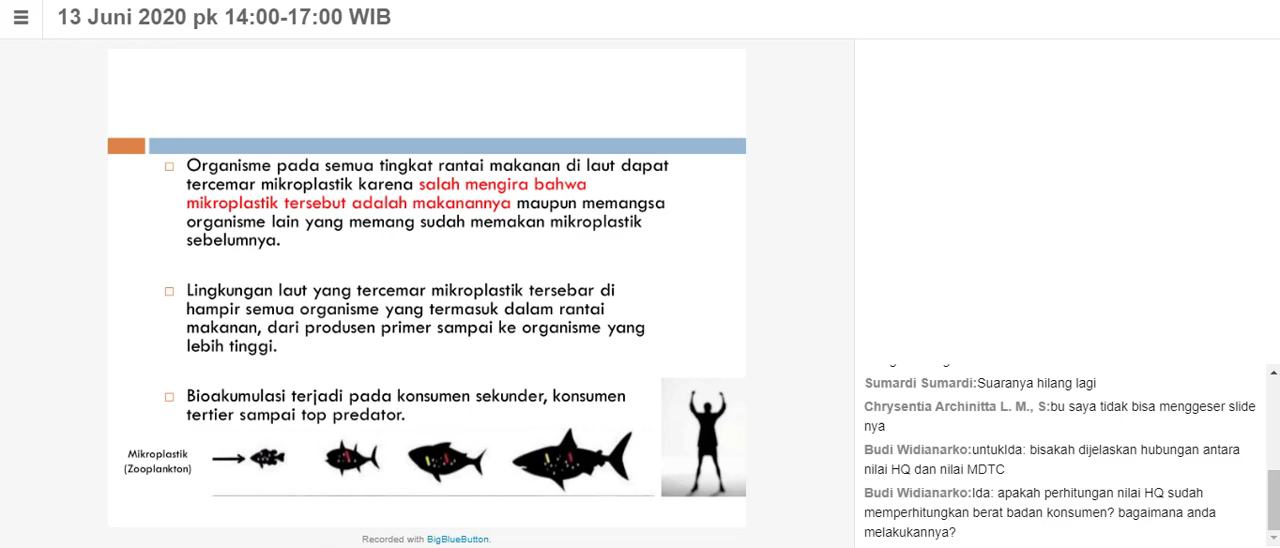 13 Juni 2020 pk 14:00-17:00 WIB
Organisme pada semua tingkat rantai makanan di laut dapat
tercemar mikroplastik karena salah mengira bahwa
mikroplastik tersebut adalah makanannya maupun memangsa
organisme lain yang memang sudah memakan mikroplastik
sebelumnya.
Lingkungan laut yang tercemar mikroplastik tersebar di
hampir semua organisme yang termasuk dalam rantai
makanan, dari produsen primer sampai ke organisme yang
lebih tinggi.
Bioakumulasi terjadi pada konsumen sekunder, konsumen
tertier sampai top predator.
Mikroplastik
(Zooplankton)
Recorded with BigBlueButton.
Sumardi Sumardi:Suaranya hilang lagi
Chrysentia Archinitta L. M., S:bu saya tidak bisa menggeser slide
nya
Budi Widianarko:untukIda: bisakah dijelaskan hubungan antara
nilai HQ dan nilai MDTC
Budi Widianarko:Ida: apakah perhitungan nilai HQ sudah
memperhitungkan berat badan konsumen? bagaimana anda
melakukannya?